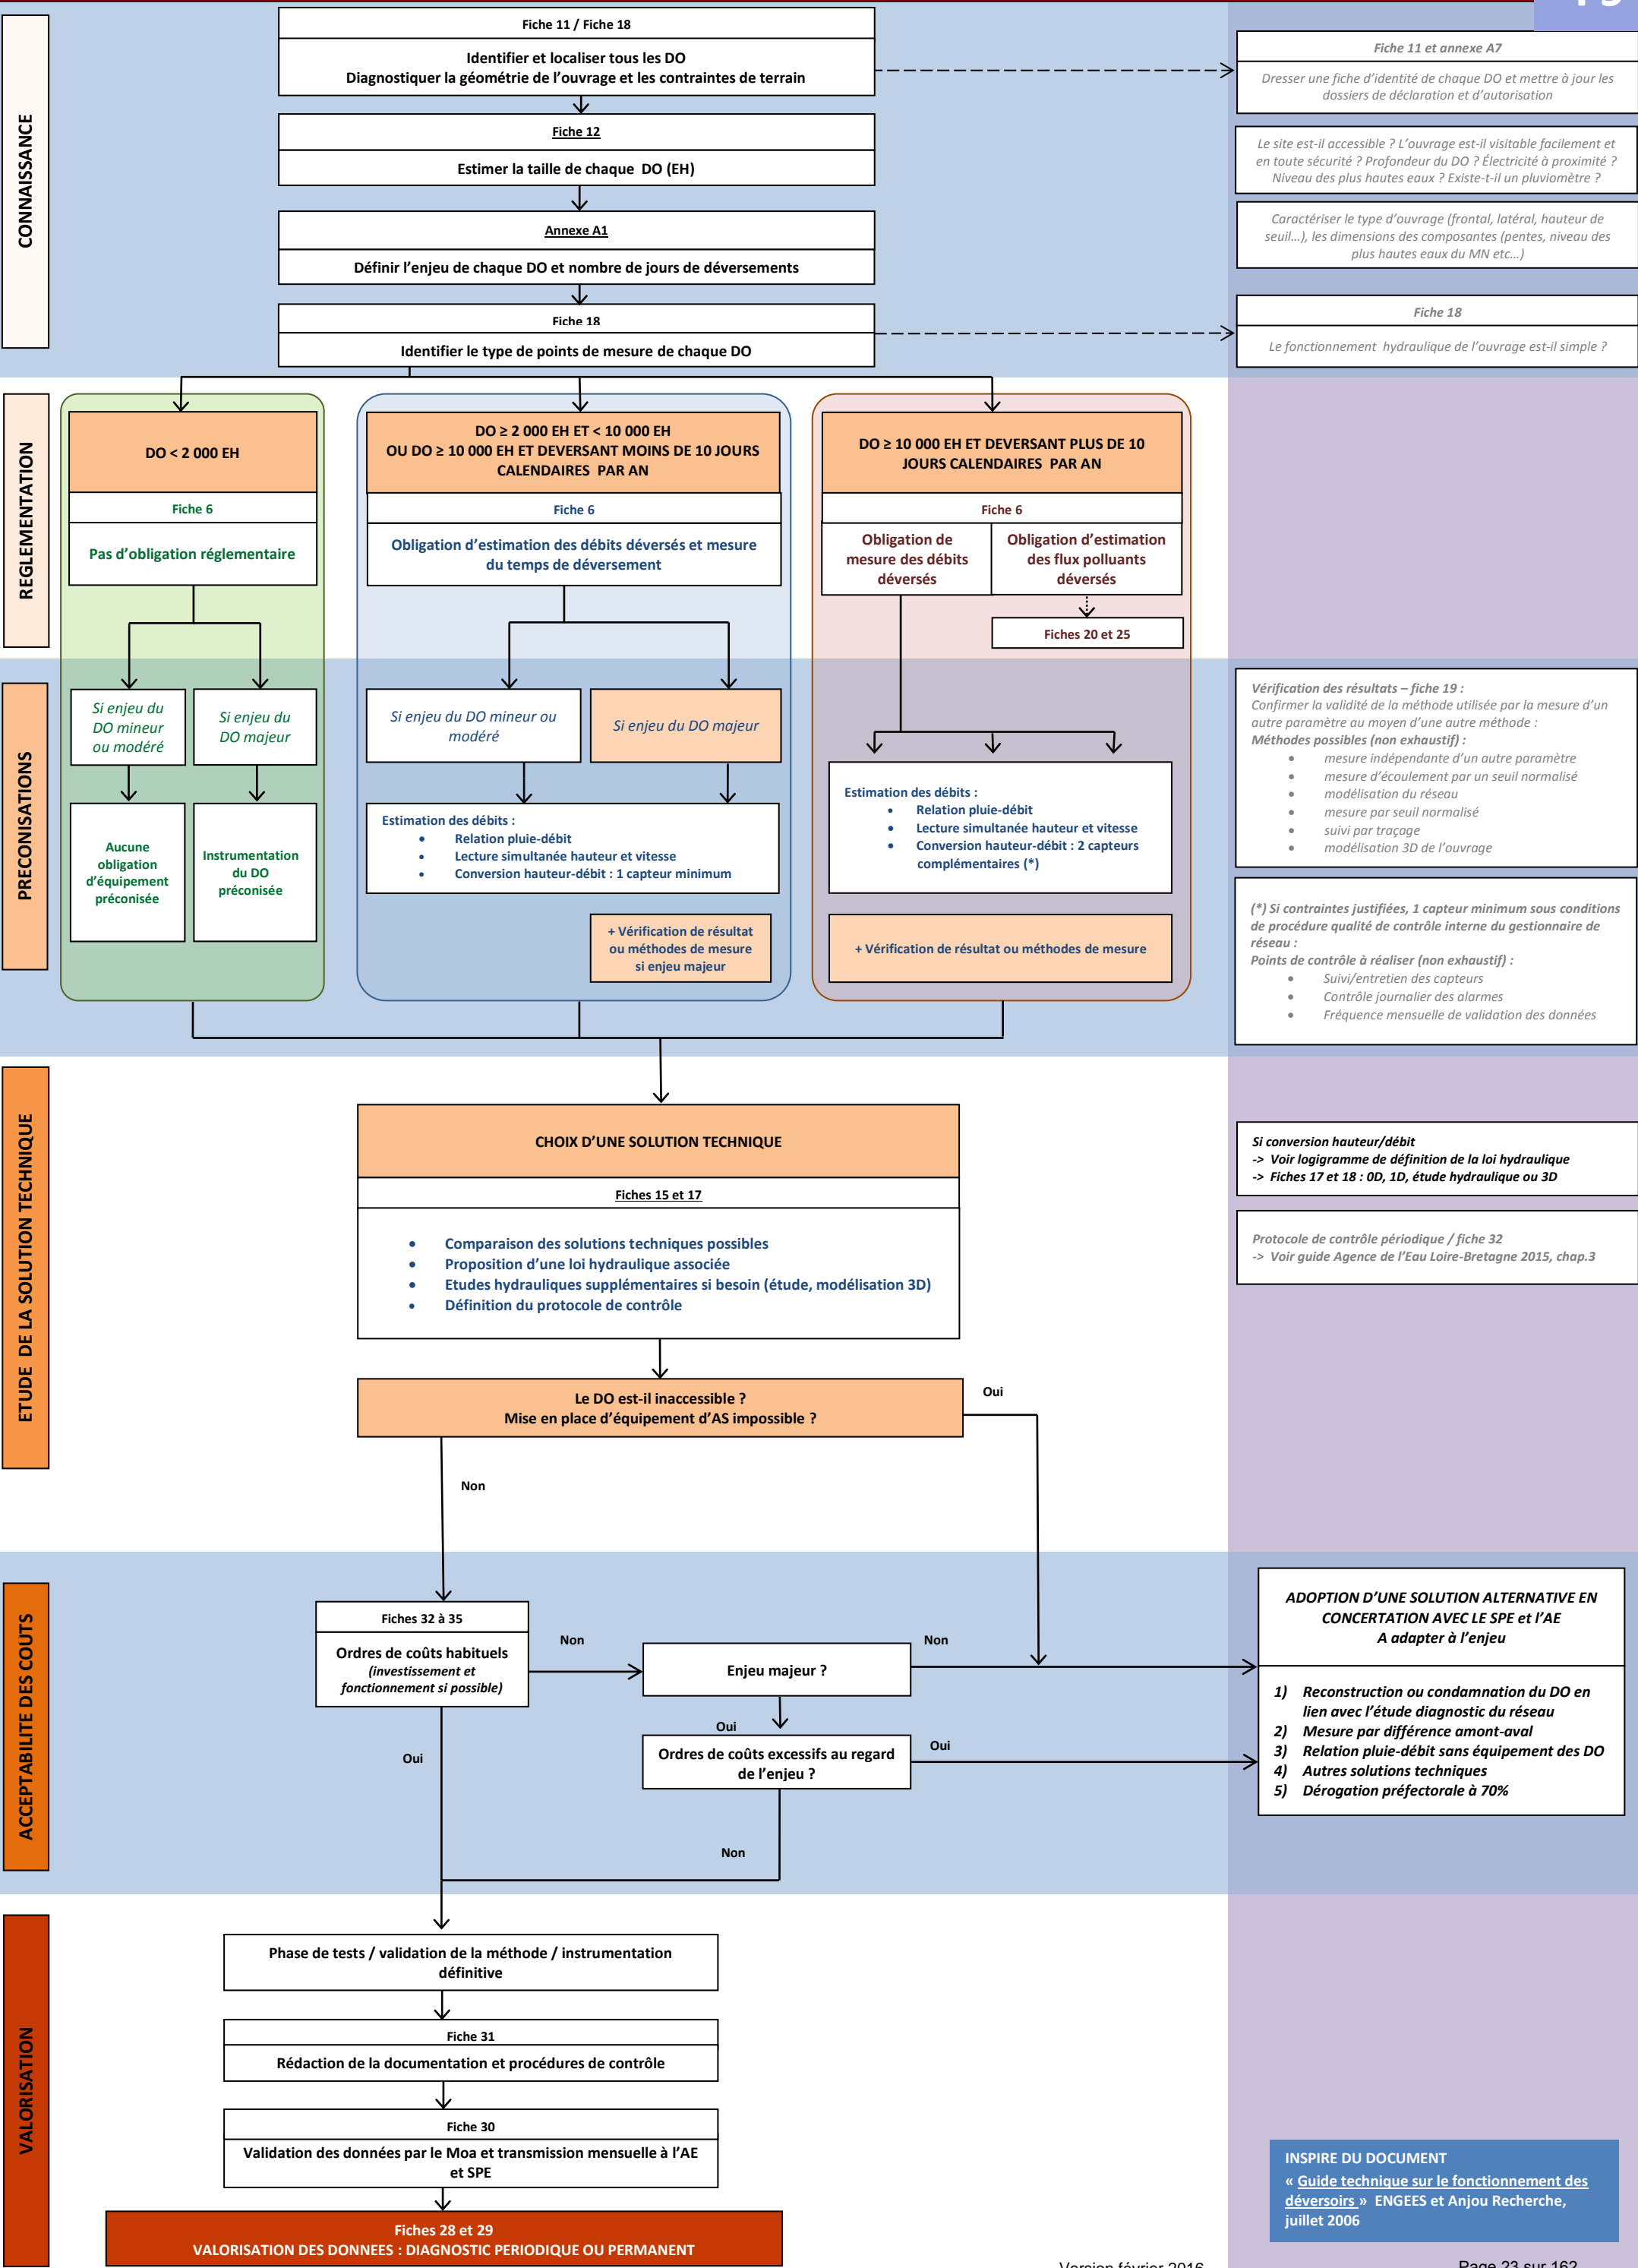 CONNAISSANCE
Fiche 11 / Fiche 18
Identifier et localiser tous les DO
Diagnostiquer la géométrie de l'ouvrage et les contraintes de terrain
Fiche 12
Estimer la taille de chaque DO (EH)
Annexe A1
Définir l'enjeu de chaque DO et nombre de jours de déversements
Fiche 18
Identifier le type de points de mesure de chaque DO
Fiche 11 et annexe A7
Dresser une fiche d'identité de chaque DO et mettre à jour les
dossiers de déclaration et d'autorisation
Le site est-il accessible ? L'ouvrage est-il visitable facilement et
en toute sécurité ? Profondeur du DO ? Électricité à proximité ?
Niveau des plus hautes eaux ? Existe-t-il un pluviomètre ?
Caractériser le type d'ouvrage (frontal, latéral, hauteur de
seuil…), les dimensions des composantes (pentes, niveau des
plus hautes eaux du MN etc…)
Fiche 18
Le fonctionnement hydraulique de l'ouvrage est-il simple ?
REGLEMENTATION
DO < 2 000 EH
Fiche 6
Pas d'obligation réglementaire
DO ≥ 2 000 EH ET < 10 000 EH
OU DO ≥ 10 000 EH ET DEVERSANT MOINS DE 10 JOURS
CALENDAIRES PAR AN
Fiche 6
Obligation d'estimation des débits déversés et mesure
du temps de déversement
DO ≥ 10 000 EH ET DEVERSANT PLUS DE 10
JOURS CALENDAIRES PAR AN
Fiche 6
Obligation de
mesure des débits
déversés
Obligation d'estimation
des flux polluants
déversés
Fiches 20 et 25
PRECONISATIONS
Si enjeu du
DO mineur
ou modéré
Si enjeu du
DO majeur
Aucune
obligation
d'équipement
préconisée
Instrumentation
du DO
préconisée
Si enjeu du DO mineur ou
modéré
Si enjeu du DO majeur
Estimation des débits :
• Relation pluie-débit
• Lecture simultanée hauteur et vitesse
• Conversion hauteur-débit : 1 capteur minimum
+ Vérification de résultat
ou méthodes de mesure
si enjeu majeur
Estimation des débits :
• Relation pluie-débit
• Lecture simultanée hauteur et vitesse
• Conversion hauteur-débit : 2 capteurs
complémentaires (*)
+ Vérification de résultat ou méthodes de mesure
Vérification des résultats – fiche 19 :
Confirmer la validité de la méthode utilisée par la mesure d'un
autre paramètre au moyen d'une autre méthode :
Méthodes possibles (non exhaustif) :
• mesure indépendante d'un autre paramètre
• mesure d'écoulement par un seuil normalisé
• modélisation du réseau
• mesure par seuil normalisé
• suivi par traçage
• modélisation 3D de l'ouvrage
(*) Si contraintes justifiées, 1 capteur minimum sous conditions
de procédure qualité de contrôle interne du gestionnaire de
réseau :
Points de contrôle à réaliser (non exhaustif) :
• Suivi/entretien des capteurs
• Contrôle journalier des alarmes
• Fréquence mensuelle de validation des données
ETUDE DE LA SOLUTION TECHNIQUE
CHOIX D'UNE SOLUTION TECHNIQUE
Fiches 15 et 17
• Comparaison des solutions techniques possibles
• Proposition d'une loi hydraulique associée
• Etudes hydrauliques supplémentaires si besoin (étude, modélisation 3D)
• Définition du protocole de contrôle
Si conversion hauteur/débit
-> Voir logigramme de définition de la loi hydraulique
-> Fiches 17 et 18 : 0D, 1D, étude hydraulique ou 3D
Protocole de contrôle périodique / fiche 32
-> Voir guide Agence de l'Eau Loire-Bretagne 2015, chap.3
Le DO est-il inaccessible ?
Mise en place d'équipement d'AS impossible ?
Oui
Non
ACCEPTABILITE DES COUTS
Fiches 32 à 35
Ordres de coûts habituels
(investissement et
fonctionnement si possible)
Non
Enjeu majeur ?
Non
Oui
Ordres de coûts excessifs au regard
de l'enjeu ?
Oui
Oui
Non
ADOPTION D'UNE SOLUTION ALTERNATIVE EN
CONCERTATION AVEC LE SPE et l'AE
A adapter à l'enjeu
1) Reconstruction ou condamnation du DO en
lien avec l'étude diagnostic du réseau
2) Mesure par différence amont-aval
3) Relation pluie-débit sans équipement des DO
4) Autres solutions techniques
5) Dérogation préfectorale à 70%
VALORISATION
Phase de tests / validation de la méthode / instrumentation
définitive
Fiche 31
Rédaction de la documentation et procédures de contrôle
Fiche 30
Validation des données par le Moa et transmission mensuelle à l'AE
et SPE
Fiches 28 et 29
VALORISATION DES DONNEES : DIAGNOSTIC PERIODIQUE OU PERMANENT
INSPIRE DU DOCUMENT
« Guide technique sur le fonctionnement des
déversoirs » ENGEES et Anjou Recherche,
juillet 2006
Version février 2016
Page 23 sur 162